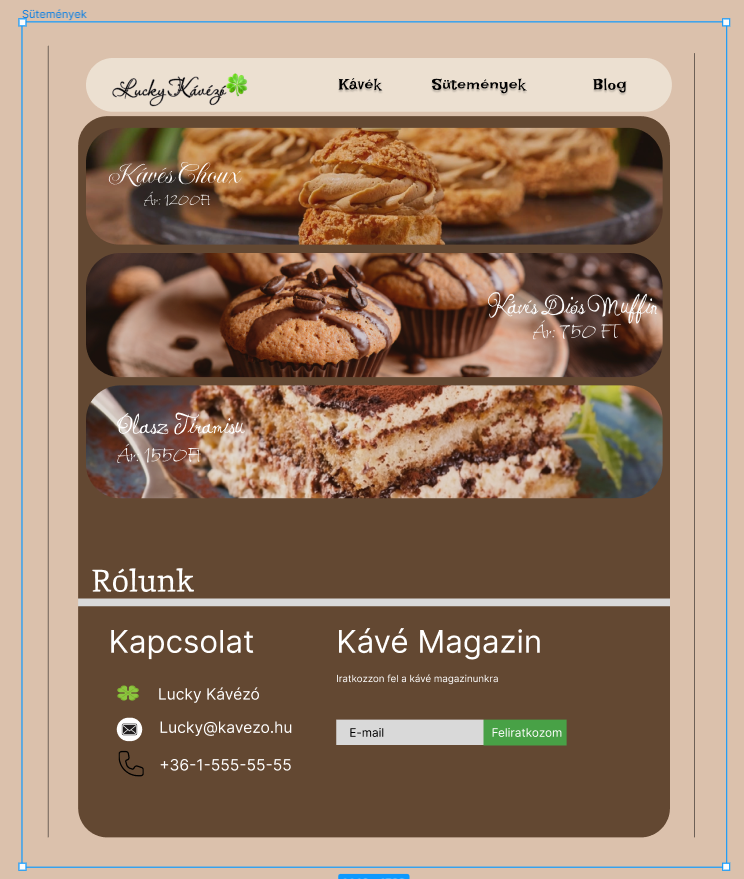 Sütemények
Lucky Kávézó
Kávék
Sütemények
Blog
Kávés Choux
Ár: 1200Ft
Kávés Diós Muffin
Ár: 750 FT
Olasz Tiramisu
Ár: 1550Ft
Rólunk
Kapcsolat
Kávé Magazin
Iratkozzon fel a kávé magazinunkra
Lucky Kávézó
Lucky@kavezo.hu
E-mail
Feliratkozom
+36-1-555-55-55